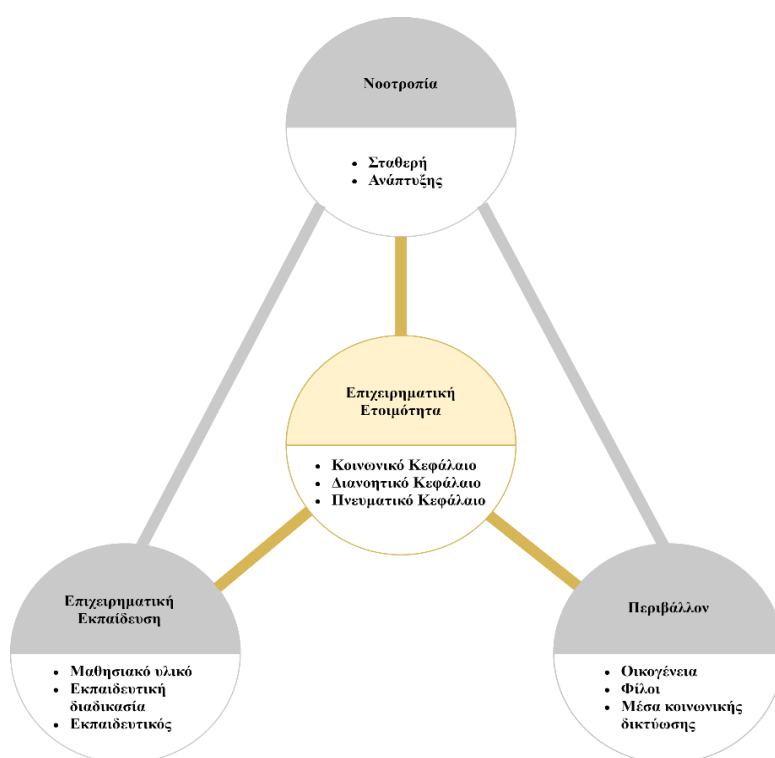 Νοοτροπία
• Σταθερή
• Ανάπτυξης
Επιχειρηματική
Ετοιμότητα
• Κοινωνικό Κεφάλαιο
• Διανοητικό Κεφάλαιο
• Πνευματικό Κεφάλαιο
Επιχειρηματική
Εκπαίδευση
• Μαθησιακό υλικό
• Εκπαιδευτική
διαδικασία
• Εκπαιδευτικός
Περιβάλλον
• Οικογένεια
• Φίλοι
• Μέσα κοινωνικής
δικτύωσης